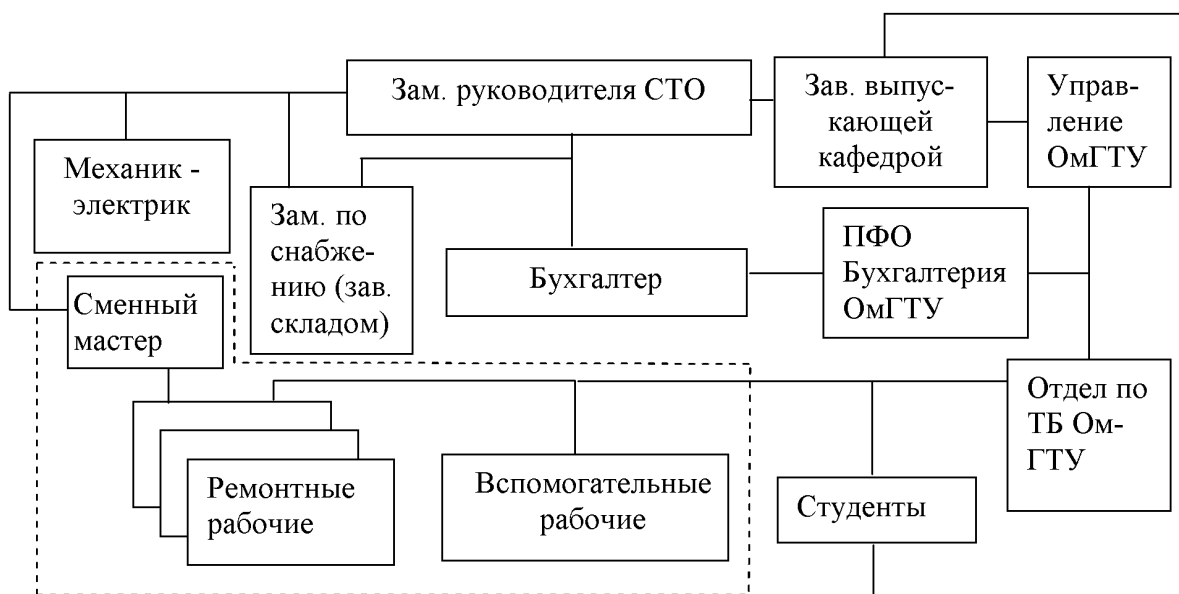 Зам. руководителя СТО
Зав. выпус-
кающей
кафедрой
Управ-
ление
ОмГТУ
Механик -
электрик
Зам. по
снабже-
нию (зав.
складом)
Бухгалтер
ПФО
Бухгалтерия
ОмГТУ
Сменный
мастер
Ремонтные
рабочие
Вспомогательные
рабочие
Студенты
Отдел по
ТБ Ом-
ГТУ